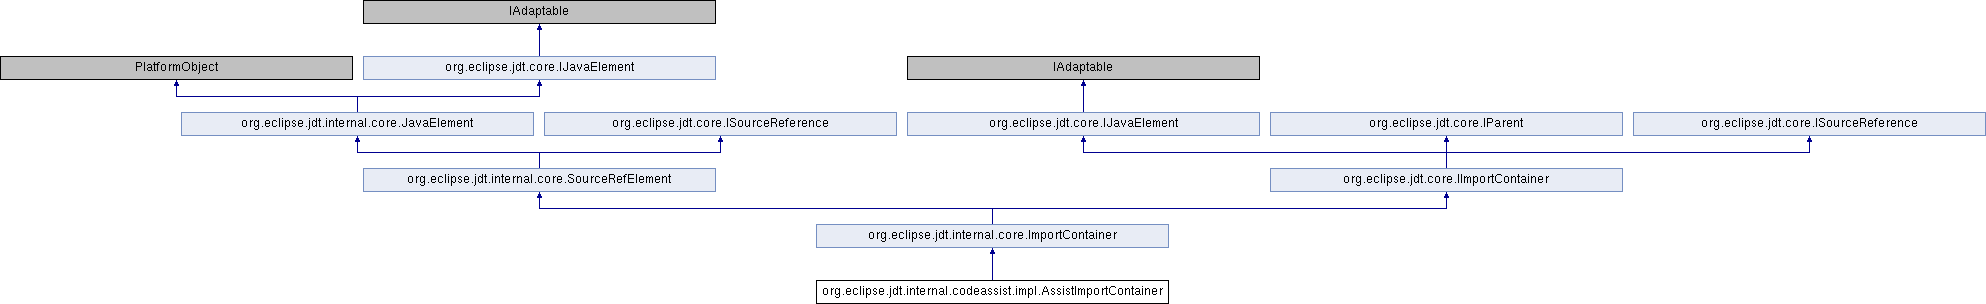 IAdaptable
PlatformObject
org.eclipse.jdt.core.IJavaElement
IAdaptable
org.eclipse.jdt.internal.core.JavaElement
org.eclipse.jdt.core.ISourceReference
org.eclipse.jdt.core.IJavaElement
org.eclipse.jdt.core.IParent
org.eclipse.jdt.core.ISourceReference
org.eclipse.jdt.internal.core.SourceRefElement
org.eclipse.jdt.core.IImportContainer
org.eclipse.jdt.internal.core.ImportContainer
org.eclipse.jdt.internal.codeassist.impl.AssistImportContainer